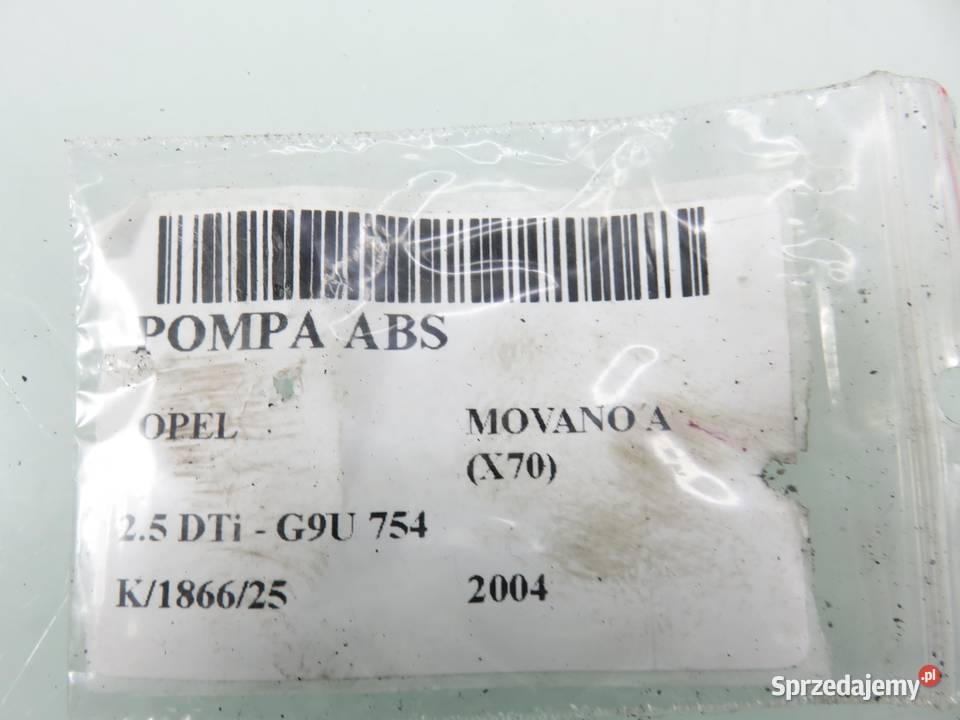 POMPA ABS
OPEL MOVANO A
(X70)
2.5 DTi - G9U 754
K/1866/25 2004
Sprzedajemy.pl